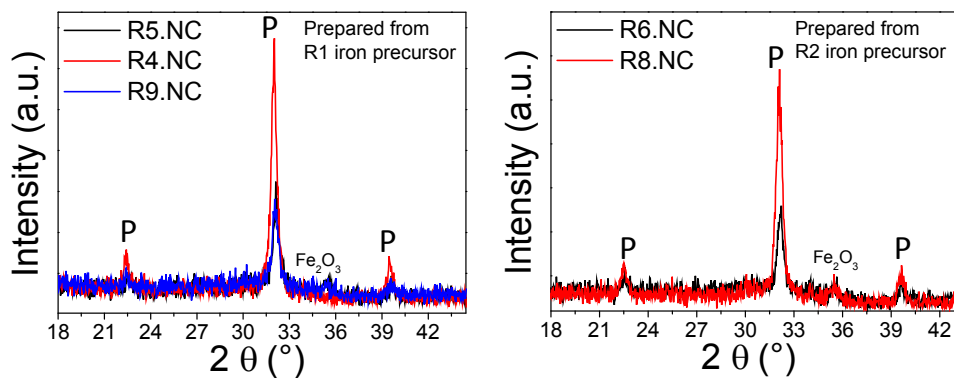 R5.NC
R4.NC
R9.NC
P
Prepared from
R1 iron precursor
P
Fe2O3
P
Intensity (a.u.)
18 21 24 27 30 33 36 39 42
2 θ (°)
R6.NC
R8.NC
P
Prepared from
R2 iron precursor
P
Fe2O3
P
Intensity (a.u.)
18 21 24 27 30 33 36 39 42
2 θ (°)